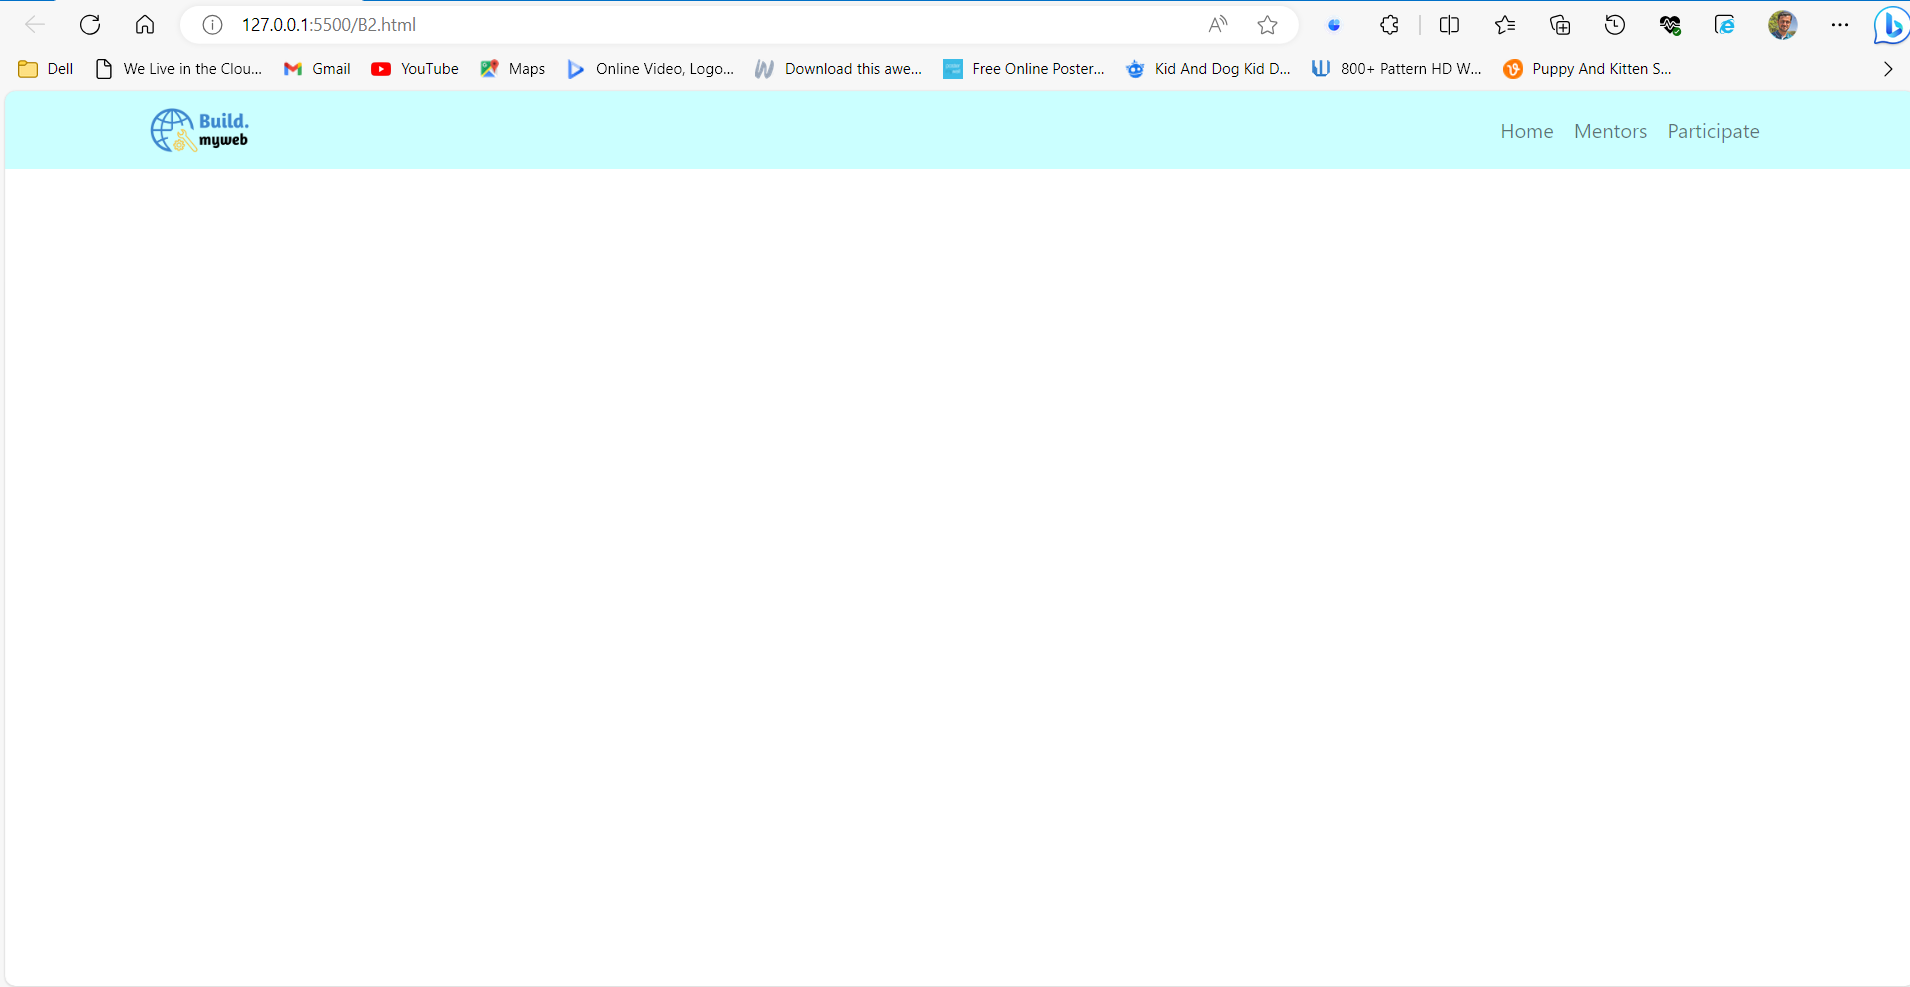 127.0.0.1:5500/B2.html
Dell We Live in the Clou... Gmail YouTube Maps Online Video, Logo... Download this awe... Free Online Poster... Kid And Dog Kid D... 800+ Pattern HD W... Puppy And Kitten S...
Build.
myweb
Home Mentors Participate